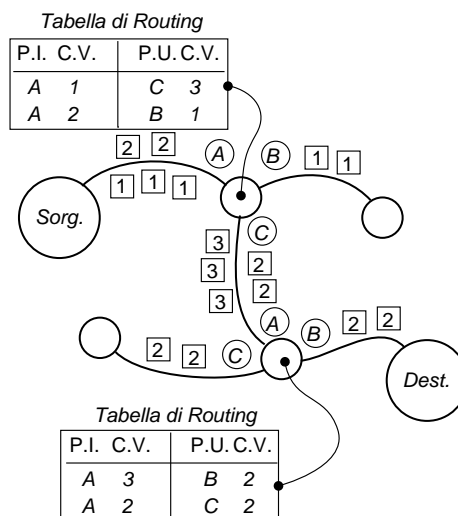 Tabella di Routing
P.I. C.V. P.U. C.V.
A 1 C 3
A 2 B 1
2 2 A B 1 1
1 1 1
Sorg.
3 C
3 2
3 2
A
B 2 2
2 2 C
Dest.
Tabella di Routing
P.I. C.V. P.U. C.V.
A 3 B 2
A 2 C 2